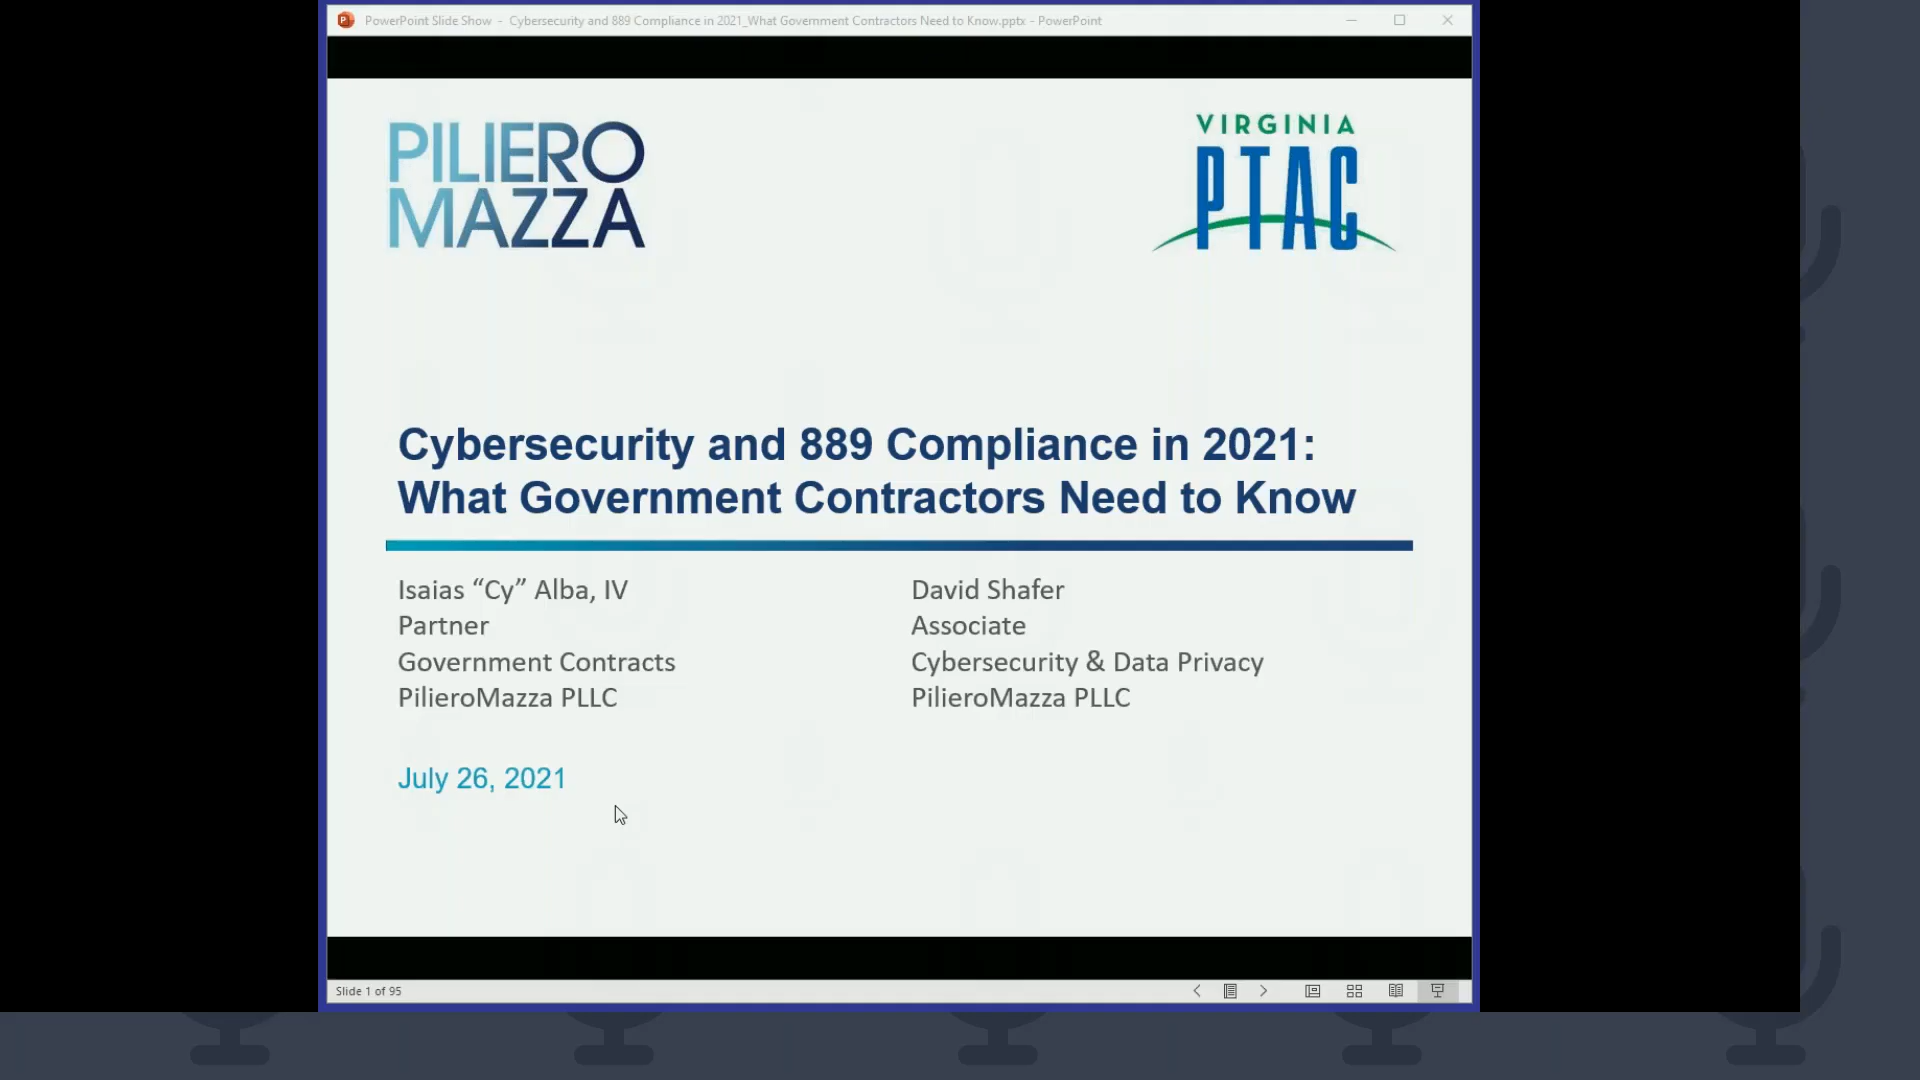 PowerPoint Slide Show - Cybersecurity and 889 Compliance in 2021_What Government Contractors Need to Know.pptx - PowerPoint
PILIERO
MAZZA
VIRGINIA
PTAC
Cybersecurity and 889 Compliance in 2021:
What Government Contractors Need to Know
Isaias “Cy” Alba, IV
Partner
Government Contracts
PilieroMazza PLLC
David Shafer
Associate
Cybersecurity & Data Privacy
PilieroMazza PLLC
July 26, 2021
Slide 1 of 95